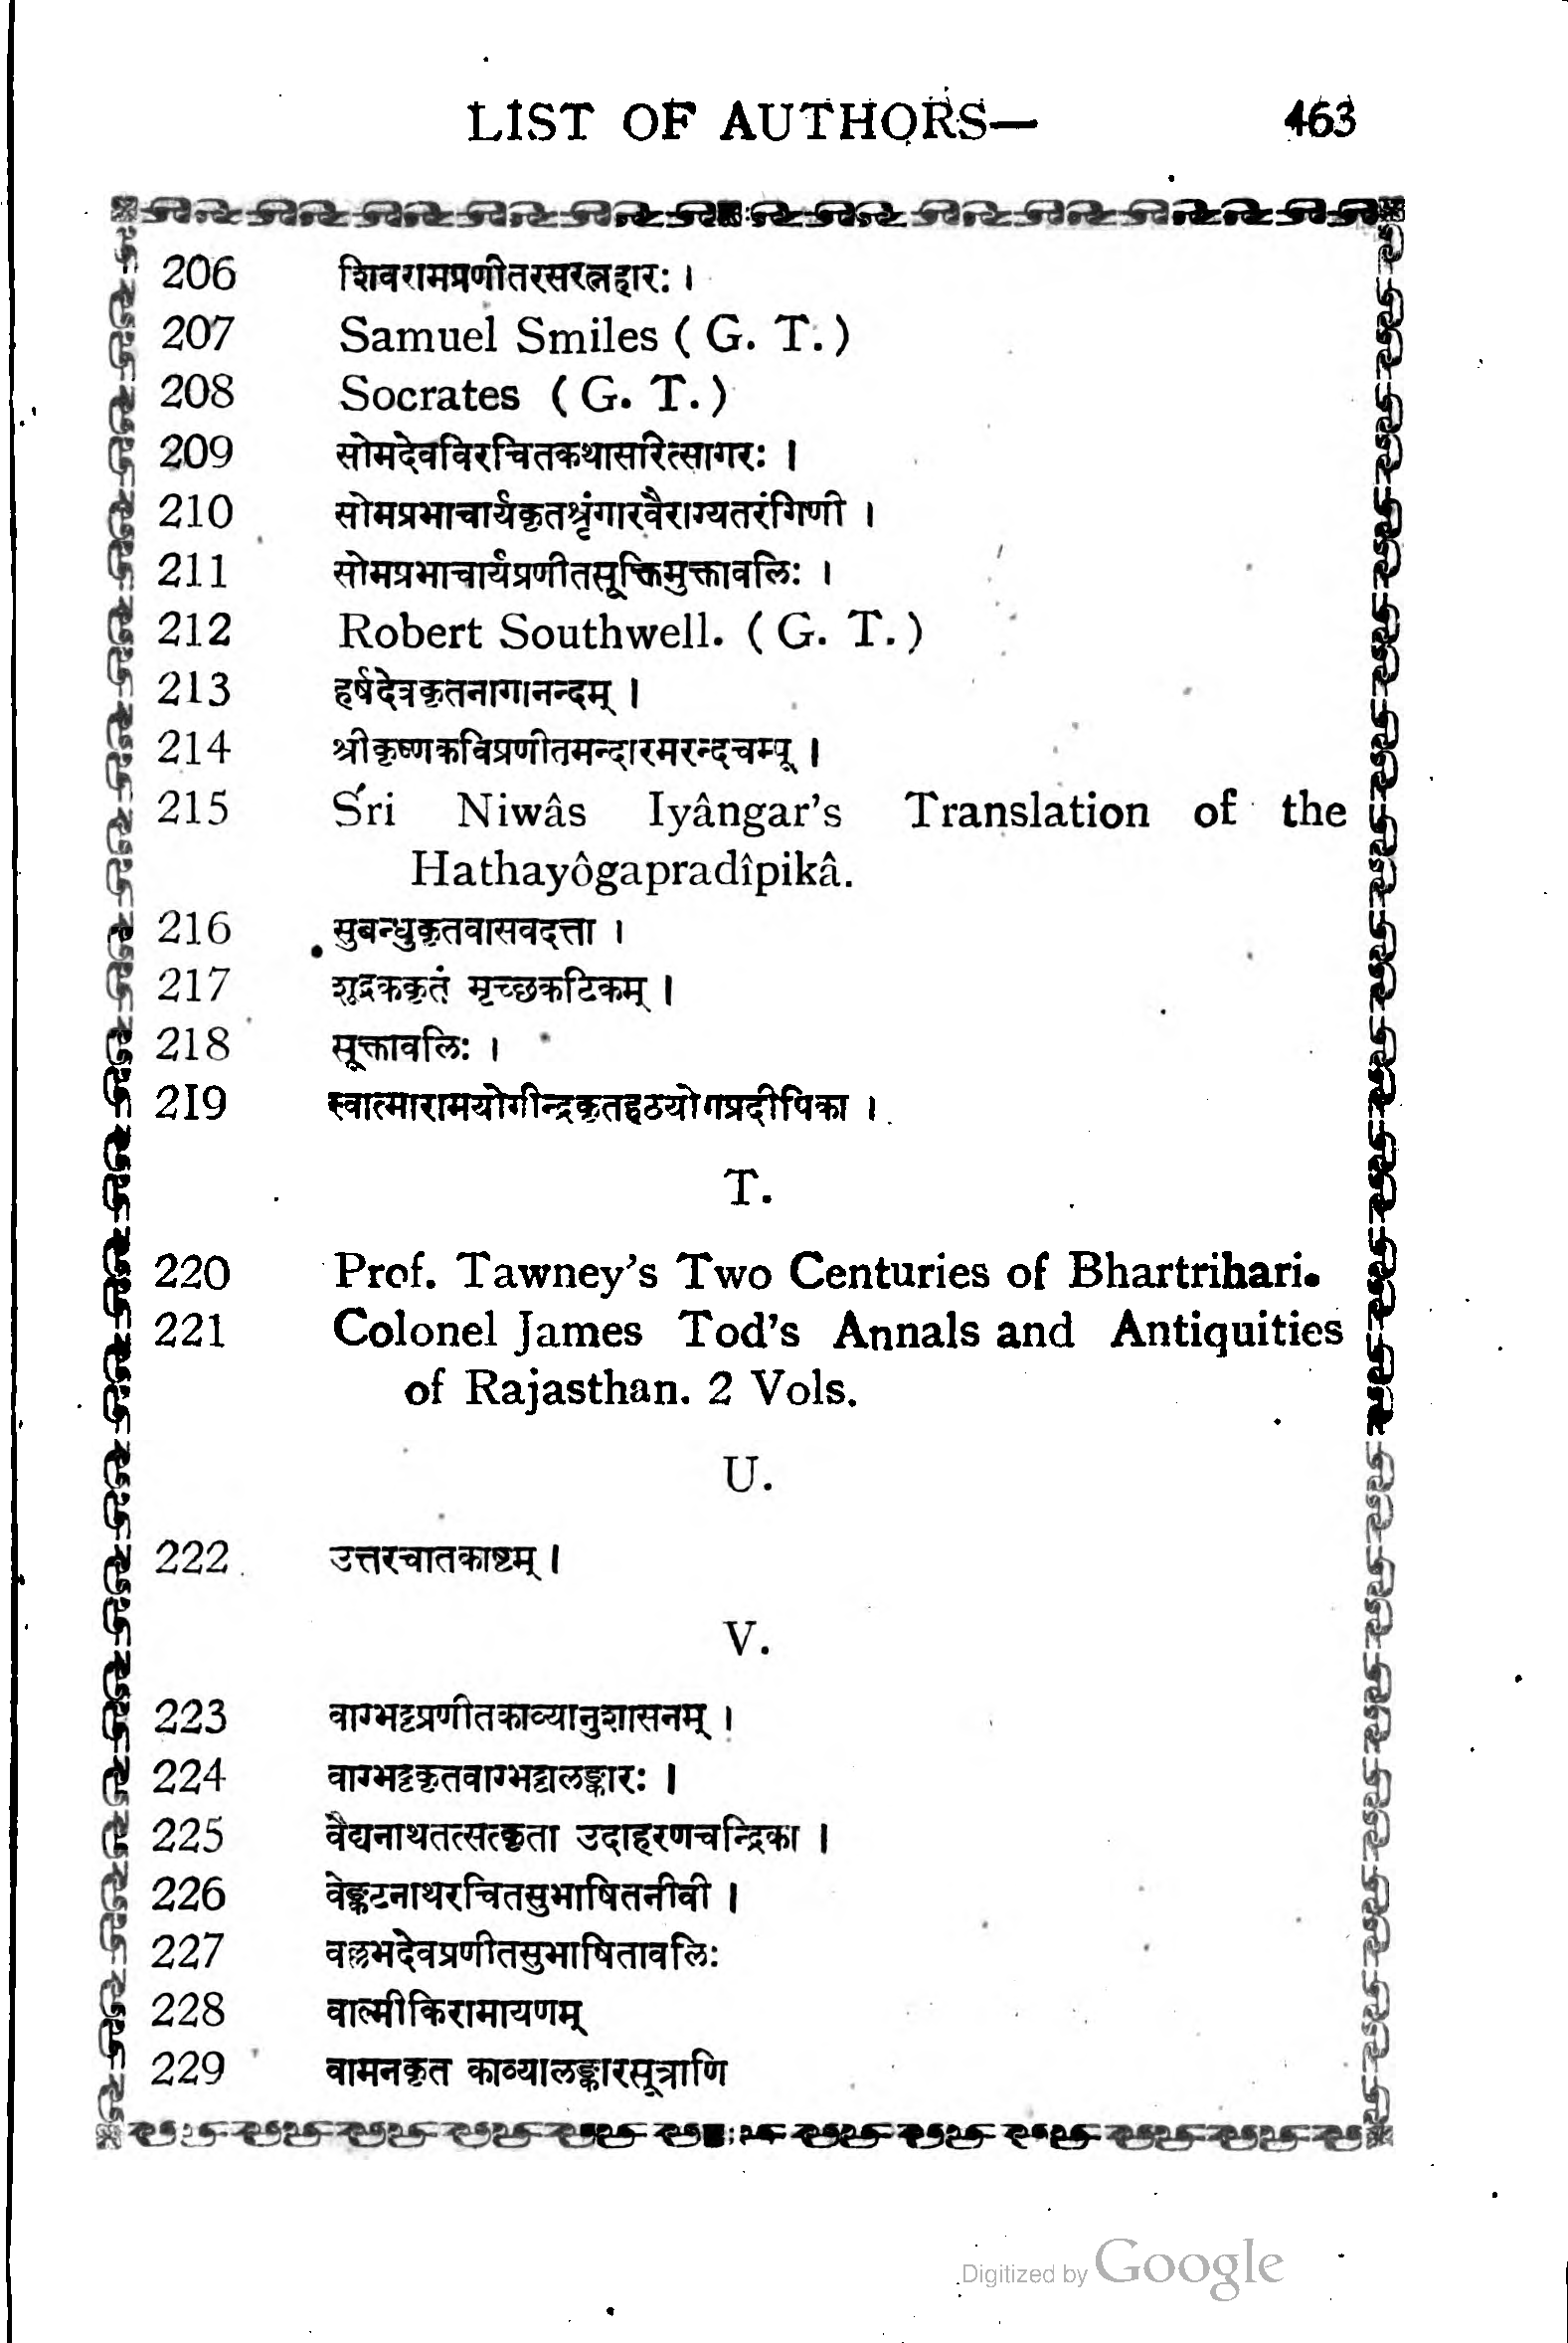 LIST OF AUTHORS— 463
206 शिवरामप्रणीतरसरत्नहारः ।
207 Samuel Smiles ( G. T. )
208 Socrates ( G. T. )
209 सोमदेवविरचितकथासारित्सागरः ।
210 सोमप्रभाचार्यकृतश्रृंगारवैराग्यतरंगिणी ।
211 सोमप्रभाचार्यप्रणीतसूक्तिमुक्तावलिः ।
212 Robert Southwell. ( G. T. )
213 हर्षदेवकृतनागानन्दम् ।
214 श्रीकृष्णकविप्रणीतमन्दारमरन्दचम्पू ।
215 Śri Niwâs Iyângar's Translation of the
Hathayôgapradîpikâ.
216 सुबन्धुकृतवासवदत्ता ।
217 शूद्रककृतं मृच्छकटिकम् ।
218 सूक्तावलिः ।
219 स्वात्मारामयोगीन्द्रकृतहठयोगप्रदीपिका ।
T.
220 Prof. Tawney's Two Centuries of Bhartrihari.
221 Colonel James Tod's Annals and Antiquities
of Rajasthan. 2 Vols.
U.
222 उत्तरचातकाष्टम् ।
V.
223 वाग्भट्टप्रणीतकाव्यानुशासनम् ।
224 वाग्भट्टकृतवाग्भट्टालङ्कारः ।
225 वैद्यनाथतत्सत्कृता उदाहरणचन्द्रिका ।
226 वेङ्कटनाथरचितसुभाषितनीवी ।
227 वल्लभदेवप्रणीतसुभाषितावलिः
228 वाल्मीकिरामायणम्
229 वामनकृत काव्यालङ्कारसूत्राणि
Digitized by Google